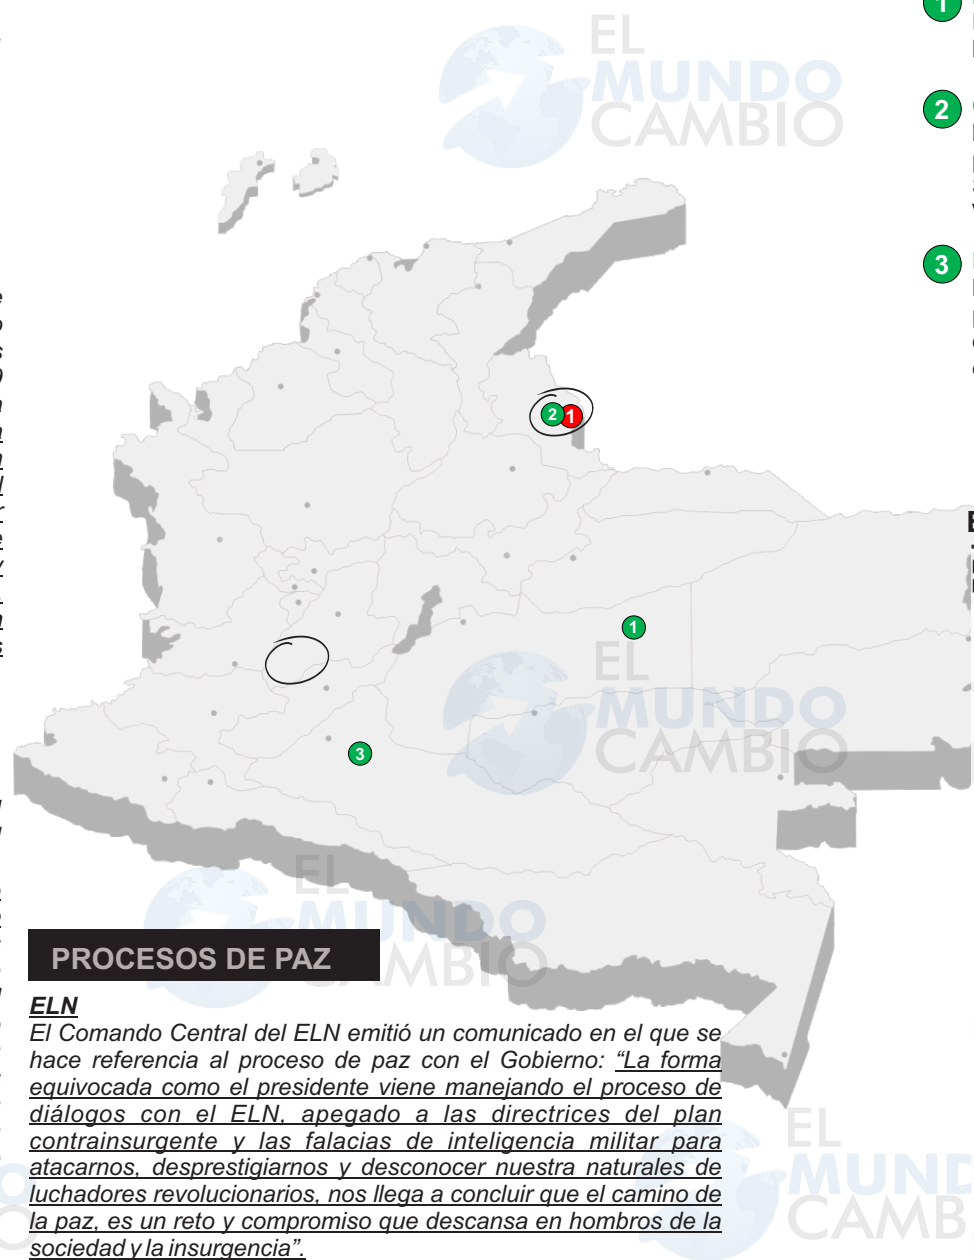 EL
MUNDO
CAMBIO
1
2
3
2 1
1
EL
MUNDO
CAMBIO
3
EL
MUNDO
PROCESOS DE PAZ
ELN
El Comando Central del ELN emitió un comunicado en el que se
hace referencia al proceso de paz con el Gobierno: “La forma
equivocada como el presidente viene manejando el proceso de
diálogos con el ELN, apegado a las directrices del plan
contrainsurgente y las falacias de inteligencia militar para
atacarnos, desprestigiarnos y desconocer nuestra naturales de
luchadores revolucionarios, nos llega a concluir que el camino de
la paz, es un reto y compromiso que descansa en hombros de la
sociedad y la insurgencia”.
EL